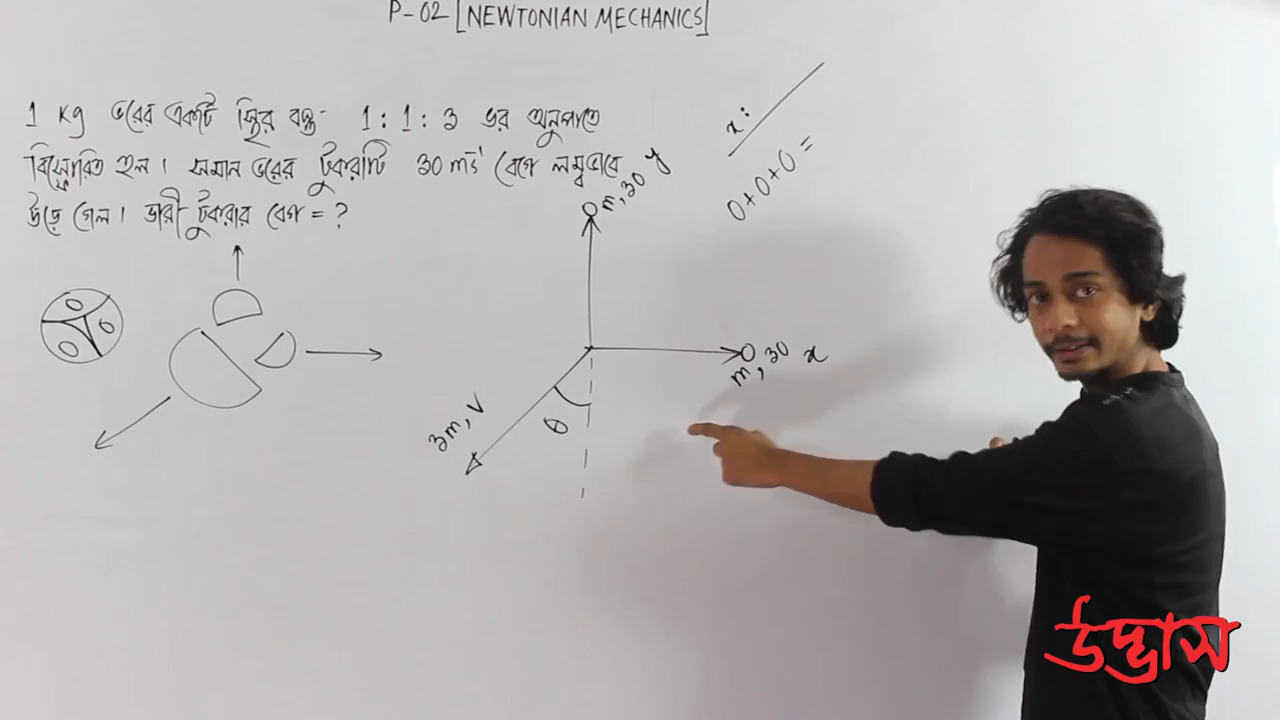 P-02 [NEWTONIAN MECHANICS]
1 Kg ভরের একটি স্থির বস্তু 1 : 1 : 3 ভর অনুপাতে
বিস্ফোরিত হল। সমান ভরের টুকরাটি 30 ms⁻¹ বেগে লম্বভাবে
উড়ে গেল। ভারী টুকরার বেগ = ?
x :
0+0+0 =
m, 30 y
m, 30 x
3m, v
θ
উদ্ভাস